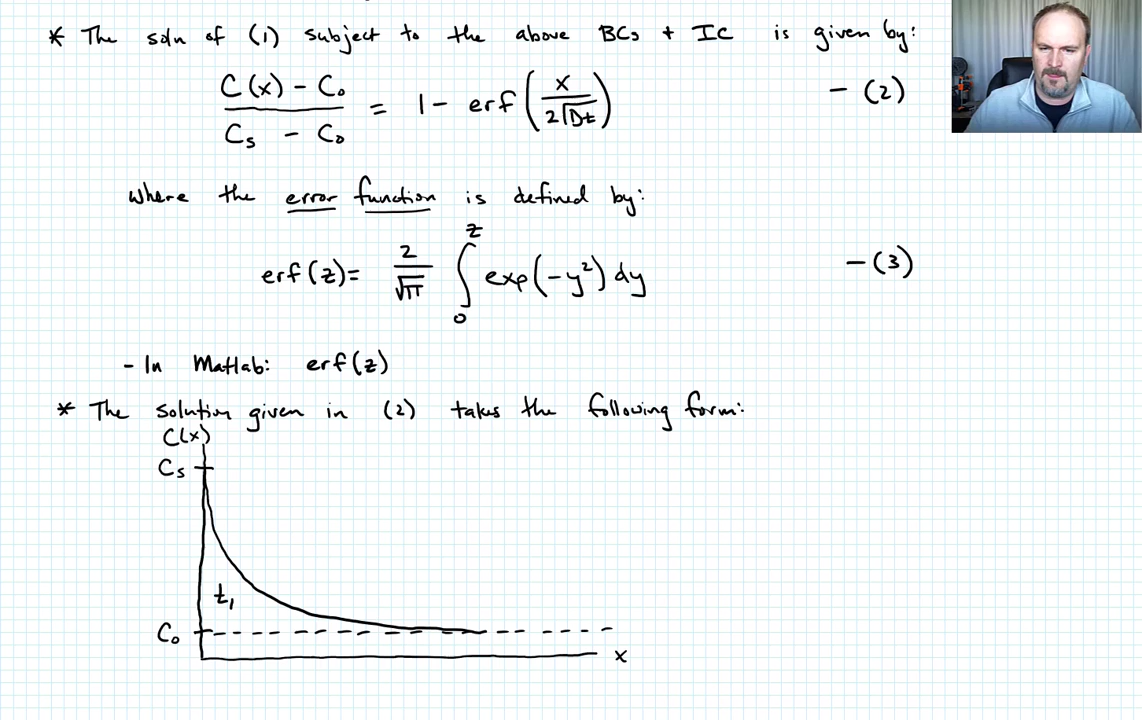 * The soln of (1) subject to the above BCs + IC is given by:
C(x) - C₀ / Cₛ - C₀ = 1 - erf(x / 2√Dt) - (2)
where the error function is defined by:
erf(z) = 2/√π ∫₀ᶻ exp(-y²) dy - (3)
- In Matlab: erf(z)
* The solution given in (2) takes the following form:
C(x)
Cₛ
t₁
C₀
x